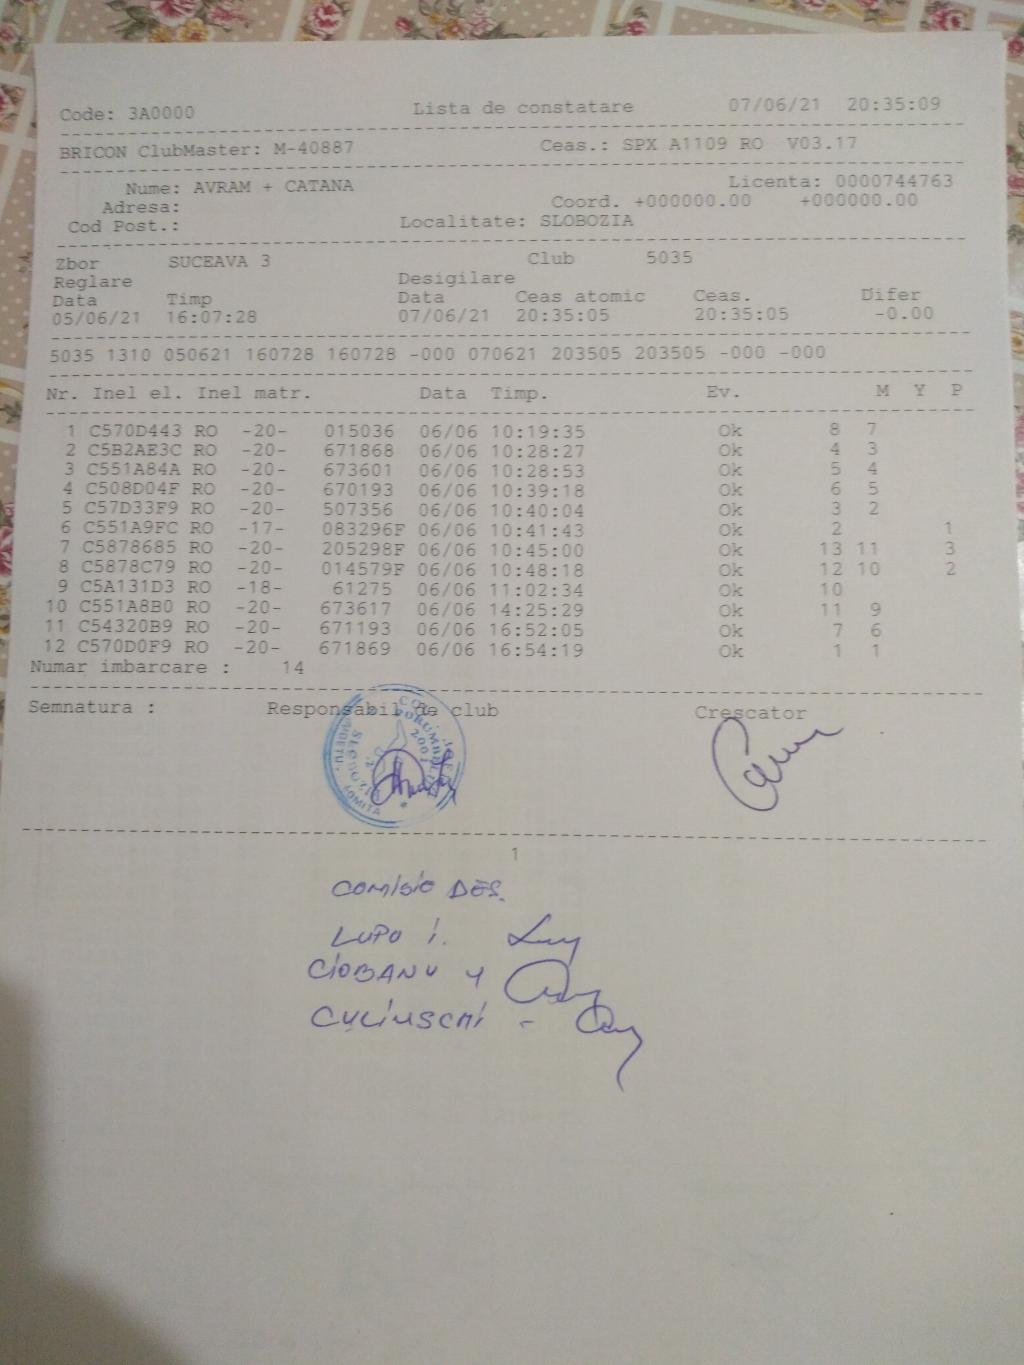 Code: 3A0000 Lista de constatare 07/06/21 20:35:09
BRICON ClubMaster: M-40887 Ceas.: SPX A1109 RO V03.17
Nume: AVRAM + CATANA Licenta: 0000744763
Adresa: Coord. +000000.00 +000000.00
Cod Post.: Localitate: SLOBOZIA
Zbor SUCEAVA 3 Club 5035
Reglare Desigilare
Data Timp Data Ceas atomic Ceas. Difer
05/06/21 16:07:28 07/06/21 20:35:05 20:35:05 -0.00
5035 1310 050621 160728 160728 -000 070621 203505 203505 -000 -000
Nr. Inel el. Inel matr. Data Timp. Ev. M Y P
1 C570D443 RO -20- 015036 06/06 10:19:35 Ok 8 7
2 C5B2AE3C RO -20- 671868 06/06 10:28:27 Ok 4 3
3 C551A84A RO -20- 673601 06/06 10:28:53 Ok 5 4
4 C508D04F RO -20- 670193 06/06 10:39:18 Ok 6 5
5 C57D33F9 RO -20- 507356 06/06 10:40:04 Ok 3 2
6 C551A9FC RO -17- 083296F 06/06 10:41:43 Ok 2 1
7 C5878685 RO -20- 205298F 06/06 10:45:00 Ok 13 11 3
8 C5878C79 RO -20- 014579F 06/06 10:48:18 Ok 12 10 2
9 C5A131D3 RO -18- 61275 06/06 11:02:34 Ok 10
10 C551A8B0 RO -20- 673617 06/06 14:25:29 Ok 11 9
11 C54320B9 RO -20- 671193 06/06 16:52:05 Ok 7 6
12 C570D0F9 RO -20- 671869 06/06 16:54:19 Ok 1 1
Numar imbarcare : 14
Semnatura : Responsabil de club Crescator
1
COMISIE DES.
LUPU I.
CIOBANU